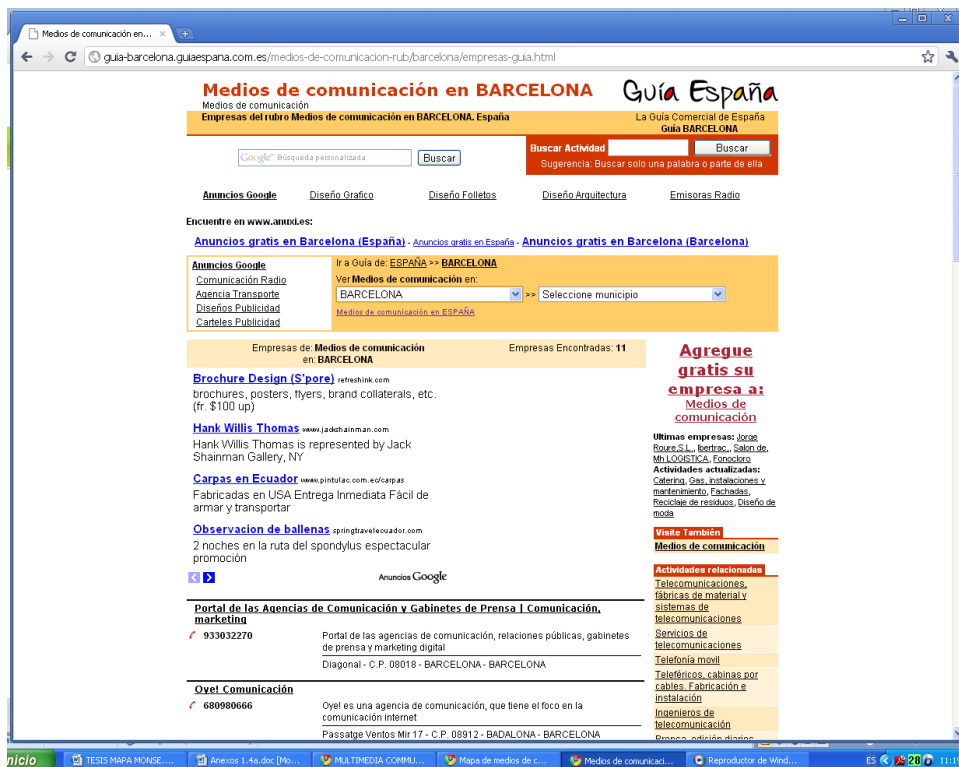 Medios de comunicación en...
guia-barcelona.guiaespana.com.es/medios-de-comunicacion-rub/barcelona/empresas-guia.html
Medios de comunicación en BARCELONA
Guía España
Medios de comunicación
Empresas del rubro Medios de comunicación en BARCELONA. España
La Guía Comercial de España
Guia BARCELONA
Google™ Búsqueda personalizada
Buscar
Buscar Actividad
Buscar
Sugerencia: Buscar solo una palabra o parte de ella
Anuncios Google Diseño Grafico Diseño Folletos Diseño Arquitectura Emisoras Radio
Encuentre en www.anuxi.es:
Anuncios gratis en Barcelona (España) - Anuncios gratis en España - Anuncios gratis en Barcelona (Barcelona)
Anuncios Google
Comunicación Radio
Agencia Transporte
Diseños Publicidad
Carteles Publicidad
Ir a Guía de: ESPAÑA >> BARCELONA
Ver Medios de comunicación en:
BARCELONA >> Seleccione municipio
Medios de comunicación en ESPAÑA
Empresas de: Medios de comunicación
en: BARCELONA
Empresas Encontradas: 11
Brochure Design (S'pore) refreshink.com
brochures, posters, flyers, brand collaterals, etc.
(fr. $100 up)
Hank Willis Thomas www.jackshainman.com
Hank Willis Thomas is represented by Jack
Shainman Gallery, NY
Carpas en Ecuador www.pintulac.com.ec/carpas
Fabricadas en USA Entrega Inmediata Fácil de
armar y transportar
Observacion de ballenas springtravelecuador.com
2 noches en la ruta del spondylus espectacular
promoción
Anuncios Google
Portal de las Agencias de Comunicación y Gabinetes de Prensa | Comunicación,
marketing
933032270
Portal de las agencias de comunicación, relaciones públicas, gabinetes
de prensa y marketing digital
Diagonal - C.P. 08018 - BARCELONA - BARCELONA
Oye! Comunicación
680980666
Oye! es una agencia de comunicación, que tiene el foco en la
comunicación internet
Passatge Ventos Mir 17 - C.P. 08912 - BADALONA - BARCELONA
Agregue
gratis su
empresa a:
Medios de
comunicación
Ultimas empresas: Jorge
Roure,S.L., Ibertrac,, Salon de,
Mh LOGISTICA, Fonocloro
Actividades actualizadas:
Catering, Gas, instalaciones y
mantenimiento, Fachadas,
Reciclaje de residuos, Diseño de
moda
Visite También
Medios de comunicación
Actividades relacionadas
Telecomunicaciones,
fábricas de material y
sistemas de
telecomunicaciones
Servicios de
telecomunicaciones
Telefonía movil
Teleféricos, cabinas por
cables. Fabricación e
instalación
Ingenieros de
telecomunicación
Prensa, edición diarios
nicio
TESIS MAPA MONSE....
Anexos 1.4a.doc [Mo...
MULTIMEDIA COMMU...
Mapa de medios de c...
Medios de comunicaci...
Reproductor de Wind...
ES
28
11:19